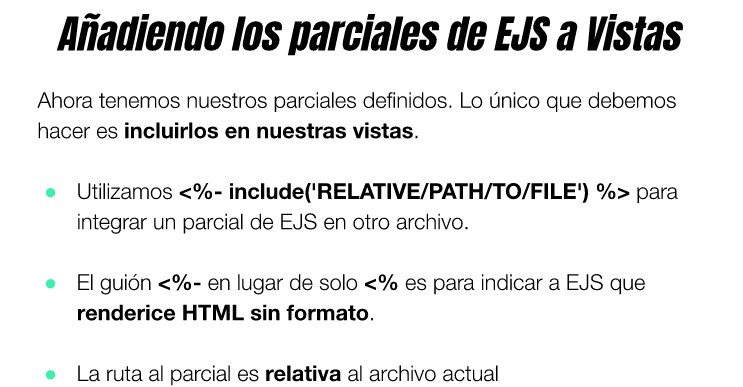 Añadiendo los parciales de EJS a Vistas
Ahora tenemos nuestros parciales definidos. Lo único que debemos
hacer es incluirlos en nuestras vistas.
● Utilizamos <%- include('RELATIVE/PATH/TO/FILE') %> para
integrar un parcial de EJS en otro archivo.
● El guión <%- en lugar de solo <% es para indicar a EJS que
renderice HTML sin formato.
● La ruta al parcial es relativa al archivo actual